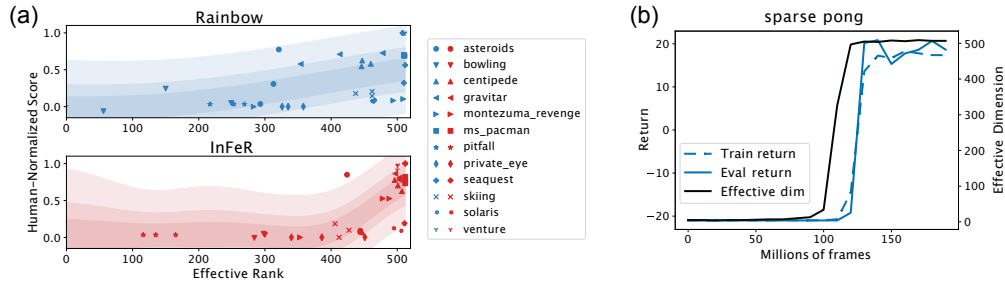 (a)
Rainbow
1.0
0.5
0.0
0
100
200
300
400
500
InFeR
1.0
0.5
0.0
0
100
200
300
400
500
Human-Normalized Score
Effective Rank
asteroids
bowling
centipede
gravitar
montezuma_revenge
ms_pacman
pitfall
private_eye
seaquest
skiing
solaris
venture
(b)
sparse pong
20
10
0
−10
−20
Return
500
400
300
200
100
0
Effective Dimension
Train return
Eval return
Effective dim
0
50
100
150
Millions of frames